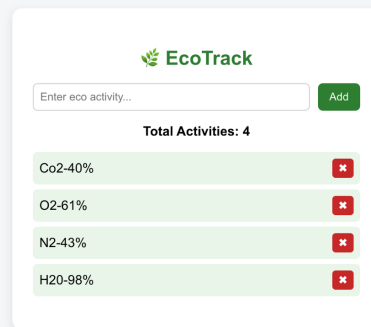 🌿 EcoTrack
Enter eco activity... Add
Total Activities: 4
Co2-40% ✖
O2-61% ✖
N2-43% ✖
H20-98% ✖